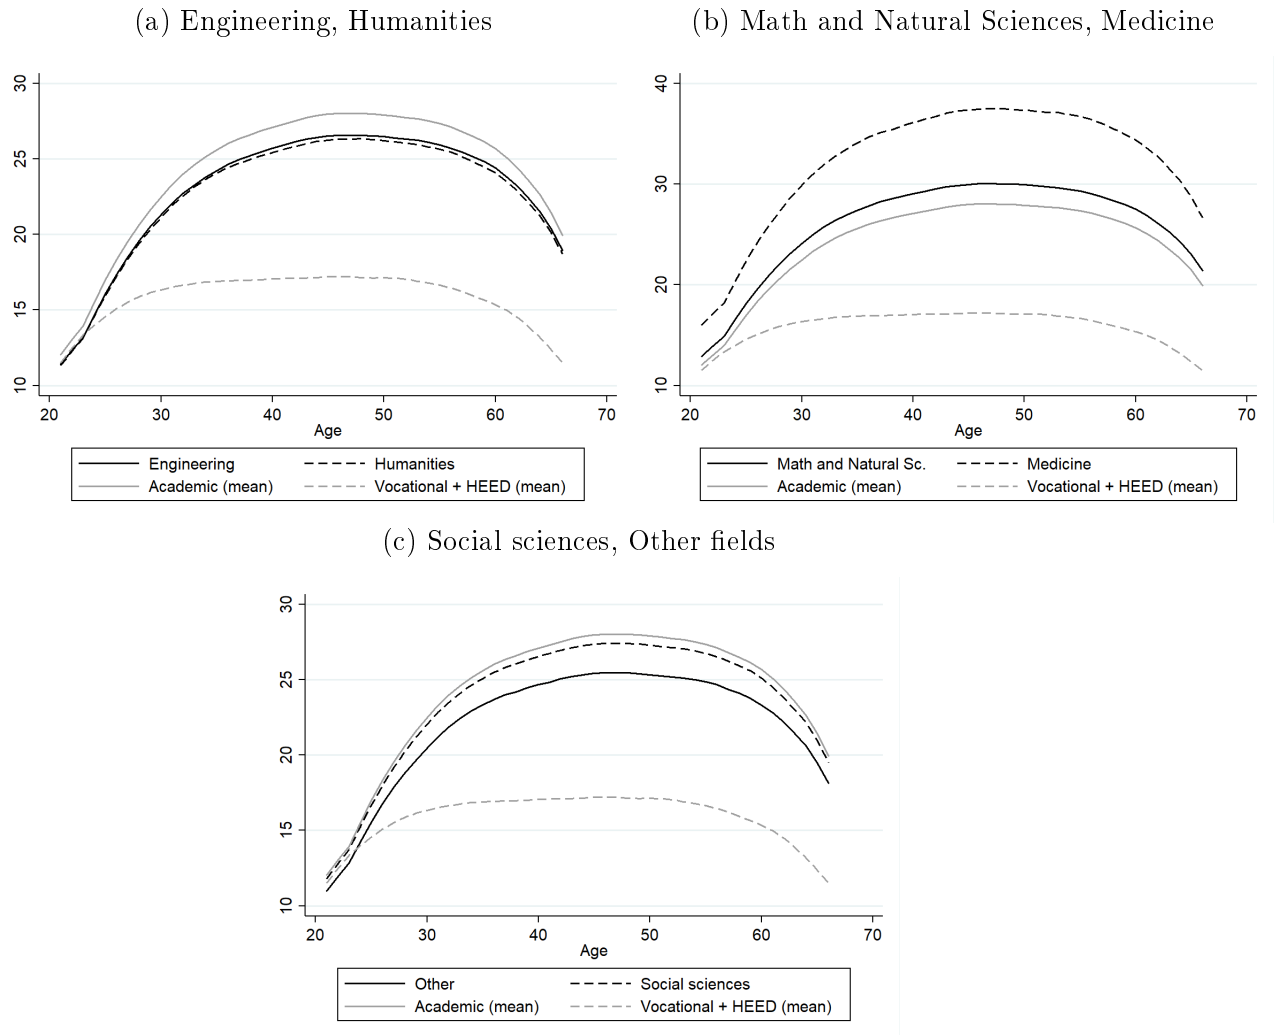 (a) Engineering, Humanities
30
25
20
15
10
20 30 40 50 60 70
Age
Engineering Humanities
Academic (mean) Vocational + HEED (mean)
(b) Math and Natural Sciences, Medicine
40
30
20
10
20 30 40 50 60 70
Age
Math and Natural Sc. Medicine
Academic (mean) Vocational + HEED (mean)
(c) Social sciences, Other fields
30
25
20
15
10
20 30 40 50 60 70
Age
Other Social sciences
Academic (mean) Vocational + HEED (mean)